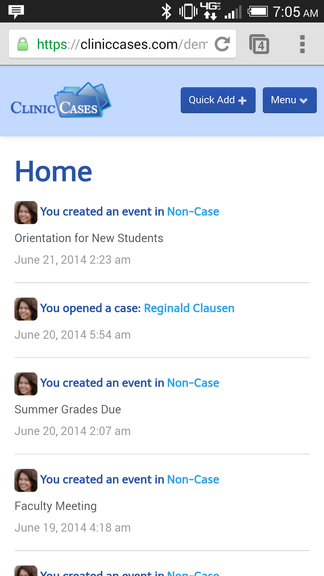 4G
7:05 AM
https://cliniccases.com/dem
4
CLINIC CASES
Quick Add +
Menu
Home
You created an event in Non-Case
Orientation for New Students
June 21, 2014 2:23 am
You opened a case: Reginald Clausen
June 20, 2014 5:54 am
You created an event in Non-Case
Summer Grades Due
June 20, 2014 2:07 am
You created an event in Non-Case
Faculty Meeting
June 19, 2014 4:18 am
You created an event in Non-Case